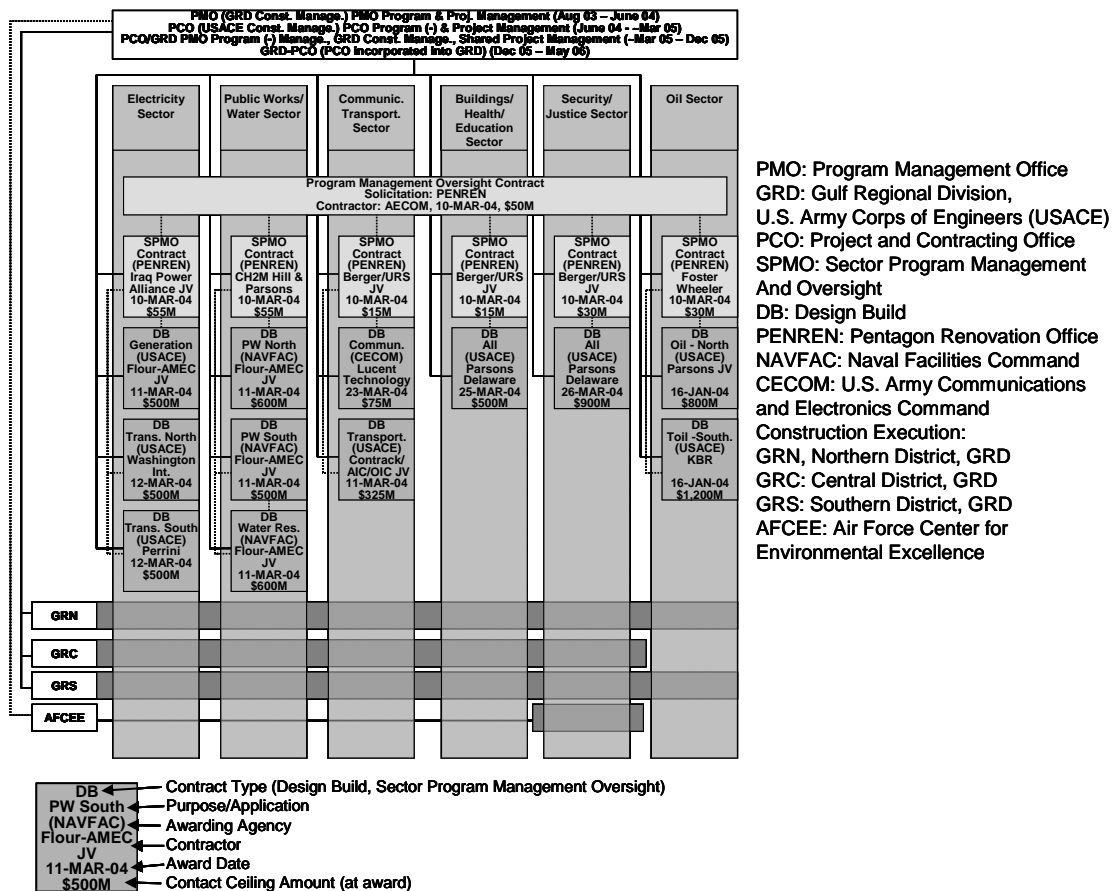 PMO (GRD Const. Manage.) PMO Program & Proj. Management (Aug 03 – June 04)
PCO (USACE Const. Manage.) PCO Program (-) & Project Management (June 04 - ~Mar 05)
PCO/GRD PMO Program (-) Manage., GRD Const. Manage., Shared Project Management (~Mar 05 – Dec 05)
GRD-PCO (PCO Incorporated Into GRD) (Dec 05 – May 06)
Electricity
Sector
Public Works/
Water Sector
Communic.
Transport.
Sector
Buildings/
Health/
Education
Sector
Security/
Justice Sector
Oil Sector
Program Management Oversight Contract
Solicitation: PENREN
Contractor: AECOM, 10-MAR-04, $50M
SPMO
Contract
(PENREN)
Iraq Power
Alliance JV
10-MAR-04
$55M
SPMO
Contract
(PENREN)
CH2M Hill &
Parsons
10-MAR-04
$55M
SPMO
Contract
(PENREN)
Berger/URS
JV
10-MAR-04
$15M
SPMO
Contract
(PENREN)
Berger/URS
JV
10-MAR-04
$15M
SPMO
Contract
(PENREN)
Berger/URS
JV
10-MAR-04
$30M
SPMO
Contract
(PENREN)
Foster
Wheeler
10-MAR-04
$30M
DB
Generation
(USACE)
Flour-AMEC
JV
11-MAR-04
$500M
DB
PW North
(NAVFAC)
Flour-AMEC
JV
11-MAR-04
$600M
DB
Commun.
(CECOM)
Lucent
Technology
23-MAR-04
$75M
DB
All
(USACE)
Parsons
Delaware
25-MAR-04
$500M
DB
All
(USACE)
Parsons
Delaware
26-MAR-04
$900M
DB
Oil - North
(USACE)
Parsons JV
16-JAN-04
$800M
DB
Trans. North
(USACE)
Washington
Int.
12-MAR-04
$500M
DB
PW South
(NAVFAC)
Flour-AMEC
JV
11-MAR-04
$500M
DB
Transport.
(USACE)
Contrack/
AIC/OIC JV
11-MAR-04
$325M
DB
Toil -South.
(USACE)
KBR
16-JAN-04
$1,200M
DB
Trans. South
(USACE)
Perrini
12-MAR-04
$500M
DB
Water Res.
(NAVFAC)
Flour-AMEC
JV
11-MAR-04
$600M
GRN
GRC
GRS
AFCEE
PMO: Program Management Office
GRD: Gulf Regional Division,
U.S. Army Corps of Engineers (USACE)
PCO: Project and Contracting Office
SPMO: Sector Program Management
And Oversight
DB: Design Build
PENREN: Pentagon Renovation Office
NAVFAC: Naval Facilities Command
CECOM: U.S. Army Communications
and Electronics Command
Construction Execution:
GRN, Northern District, GRD
GRC: Central District, GRD
GRS: Southern District, GRD
AFCEE: Air Force Center for
Environmental Excellence
DB
PW South
(NAVFAC)
Flour-AMEC
JV
11-MAR-04
$500M
Contract Type (Design Build, Sector Program Management Oversight)
Purpose/Application
Awarding Agency
Contractor
Award Date
Contact Ceiling Amount (at award)